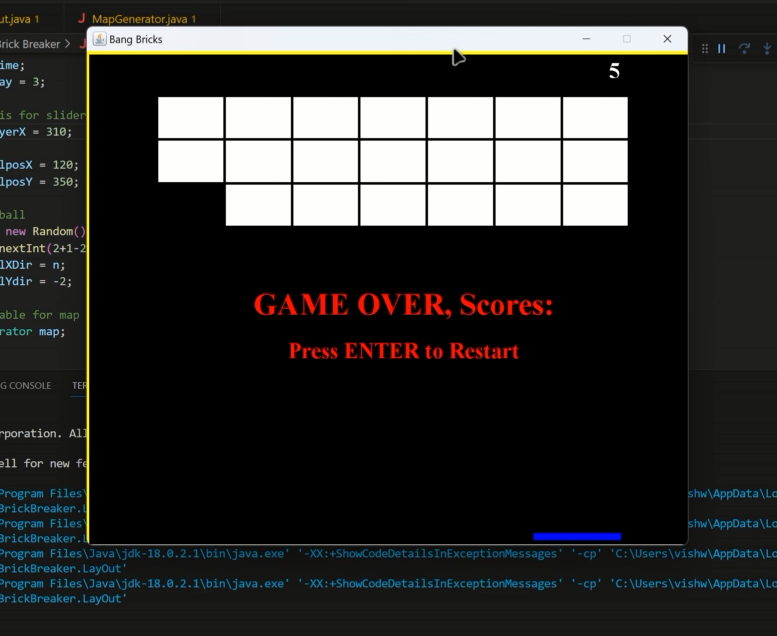 ut.java 1
J MapGenerator.java 1
Brick Breaker > J
Bang Bricks
ime;
ay = 3;
is for slider
yerX = 310;
lposX = 120;
lposY = 350;
ball
new Random()
nextInt(2+1-2
lXDir = n;
lYdir = -2;
able for map
rator map;
5
GAME OVER, Scores:
Press ENTER to Restart
G CONSOLE
TER
rporation. All
ell for new fe
Program Files\
shw\AppData\Lo
BrickBreaker.L
Program Files\
shw\AppData\Lo
BrickBreaker.L
Program Files\Java\jdk-18.0.2.1\bin\java.exe' '-XX:+ShowCodeDetailsInExceptionMessages' '-cp' 'C:\Users\vishw\AppData\Lo
BrickBreaker.LayOut'
Program Files\Java\jdk-18.0.2.1\bin\java.exe' '-XX:+ShowCodeDetailsInExceptionMessages' '-cp' 'C:\Users\vishw\AppData\Lo
BrickBreaker.LayOut'